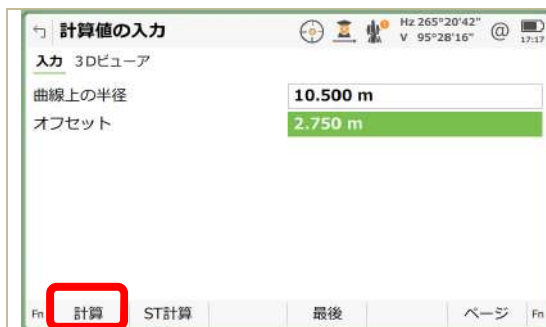 計算値の入力
Hz 265°20'42"
V 95°28'16"
@
17:17
入力 3Dビューア
曲線上の半径 10.500 m
オフセット 2.750 m
Fn 計算 ST計算 最後 ページ Fn